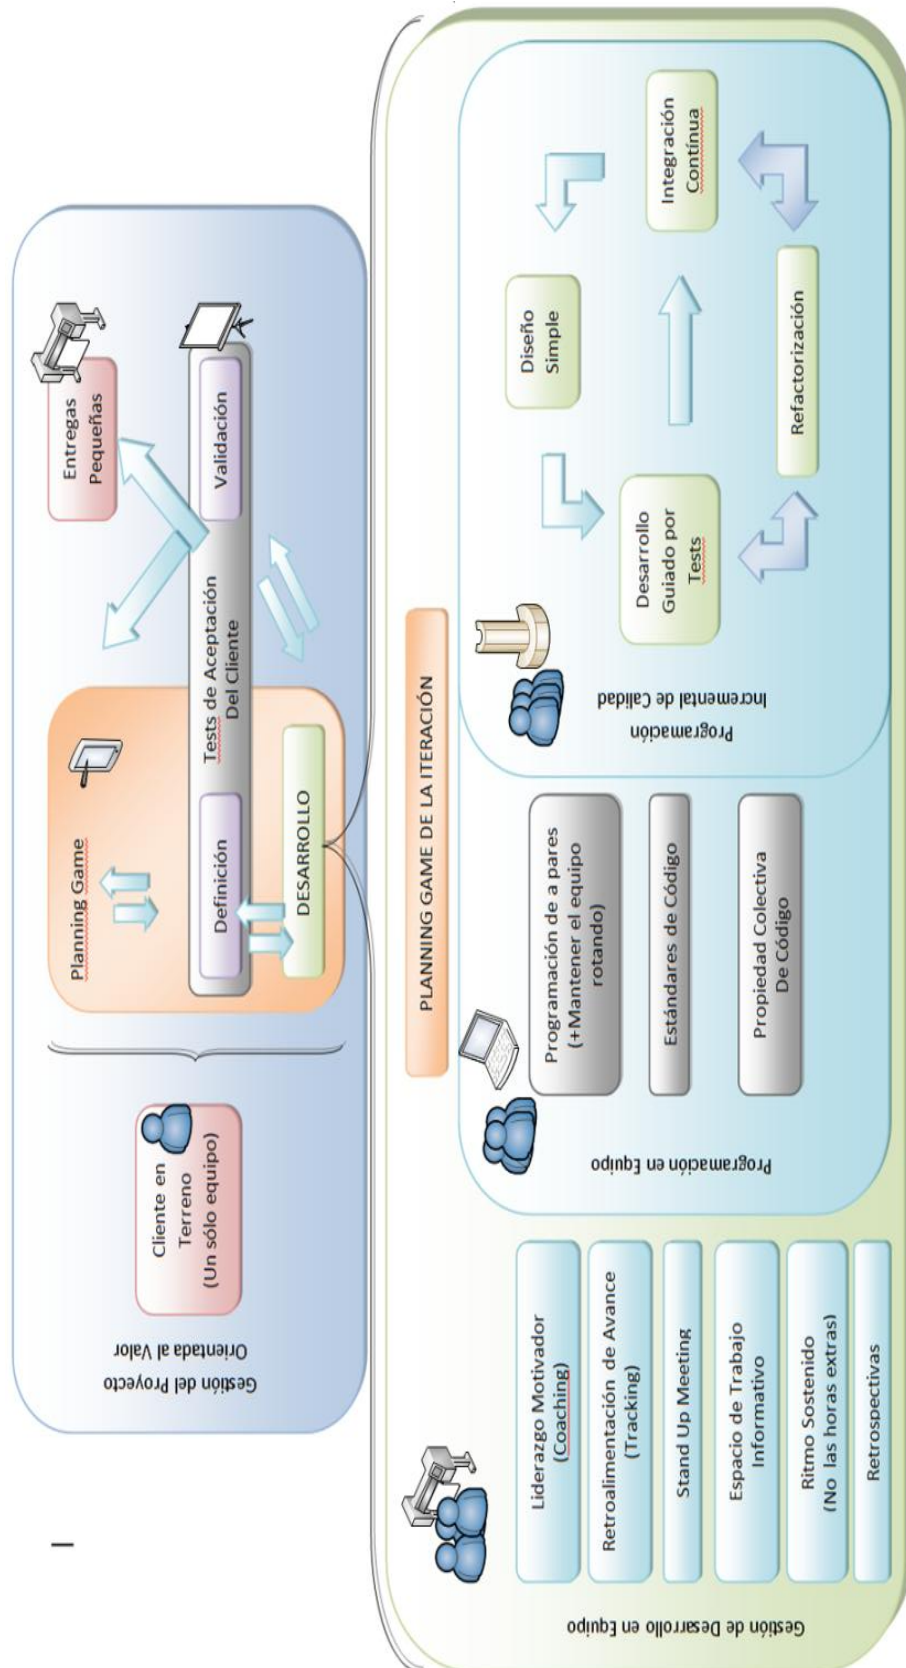 Gestión del Proyecto
Orientada al Valor
Cliente en
Terreno
(Un sólo equipo)
Planning Game
Definición
DESARROLLO
Tests de Aceptación
Del Cliente
Validación
Entregas
Pequeñas
PLANNING GAME DE LA ITERACIÓN
Gestión de Desarrollo en Equipo
Liderazgo Motivador
(Coaching)
Retroalimentación de Avance
(Tracking)
Stand Up Meeting
Espacio de Trabajo
Informativo
Ritmo Sostenido
(No las horas extras)
Retrospectivas
Programación en Equipo
Programación de a pares
(+Mantener el equipo
rotando)
Estándares de Código
Propiedad Colectiva
De Código
Programación
Incremental de Calidad
Desarrollo
Guiado por
Tests
Diseño
Simple
Integración
Contínua
Refactorización